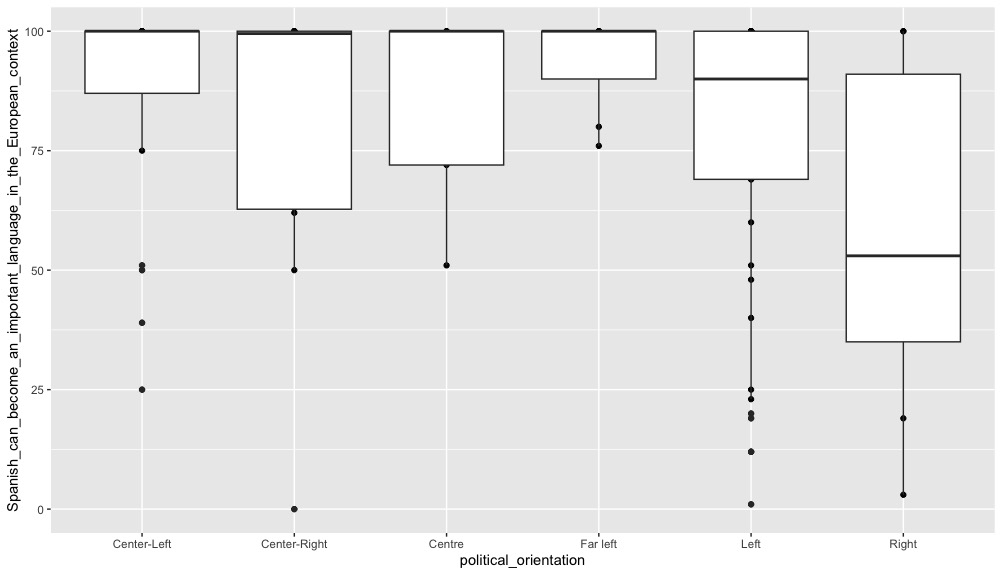 Spanish_can_become_an_important_language_in_the_European_context
100
75
50
25
0
Center-Left Center-Right Centre Far left Left Right
political_orientation